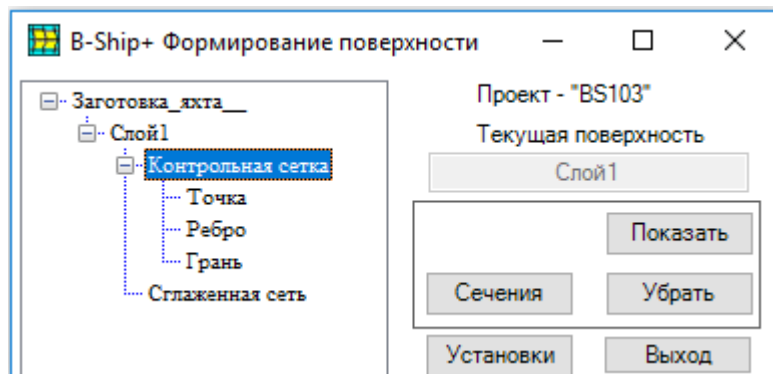 B-Ship+ Формирование поверхности
Заготовка_яхта__
Слой1
Контрольная сетка
Точка
Ребро
Грань
Сглаженная сеть
Проект - "BS103"
Текущая поверхность
Слой1
Показать
Сечения Убрать
Установки Выход